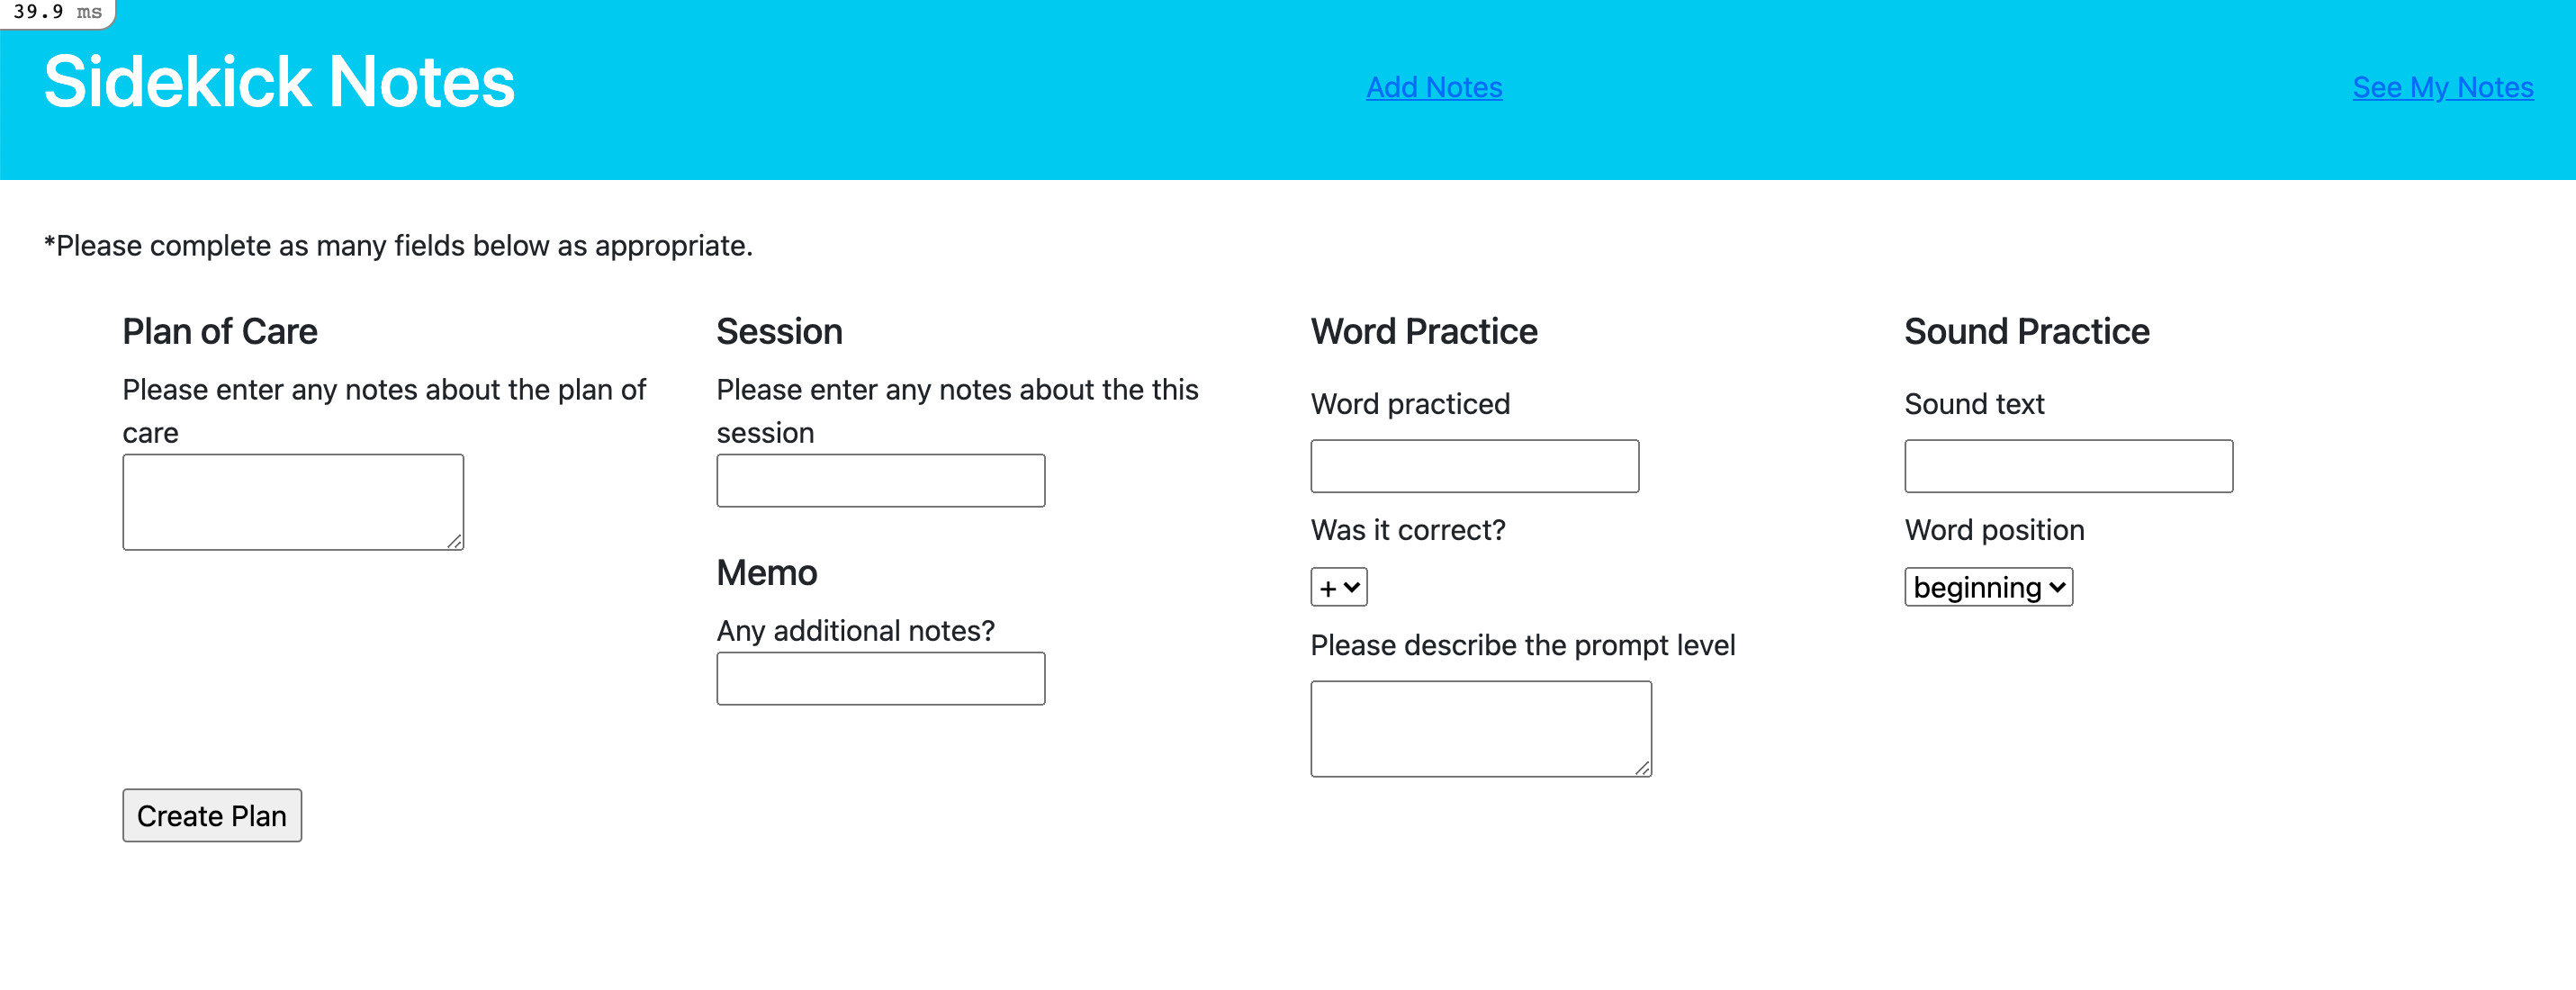 39.9 ms
Sidekick Notes
Add Notes
See My Notes
*Please complete as many fields below as appropriate.
Plan of Care
Please enter any notes about the plan of
care
Session
Please enter any notes about the this
session
Memo
Any additional notes?
Word Practice
Word practiced
Was it correct?
+
Please describe the prompt level
Sound Practice
Sound text
Word position
beginning
Create Plan